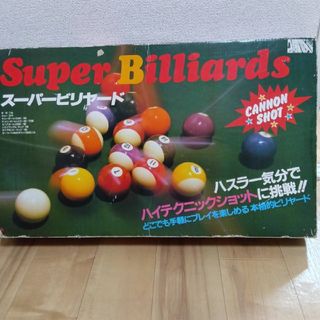 Super Billiards
スーパービリヤード
CANNON
SHOT
ハスラー気分で
ハイテクニックショットに挑戦!!
どこでも手軽にプレイを楽しめる本格的ビリヤード